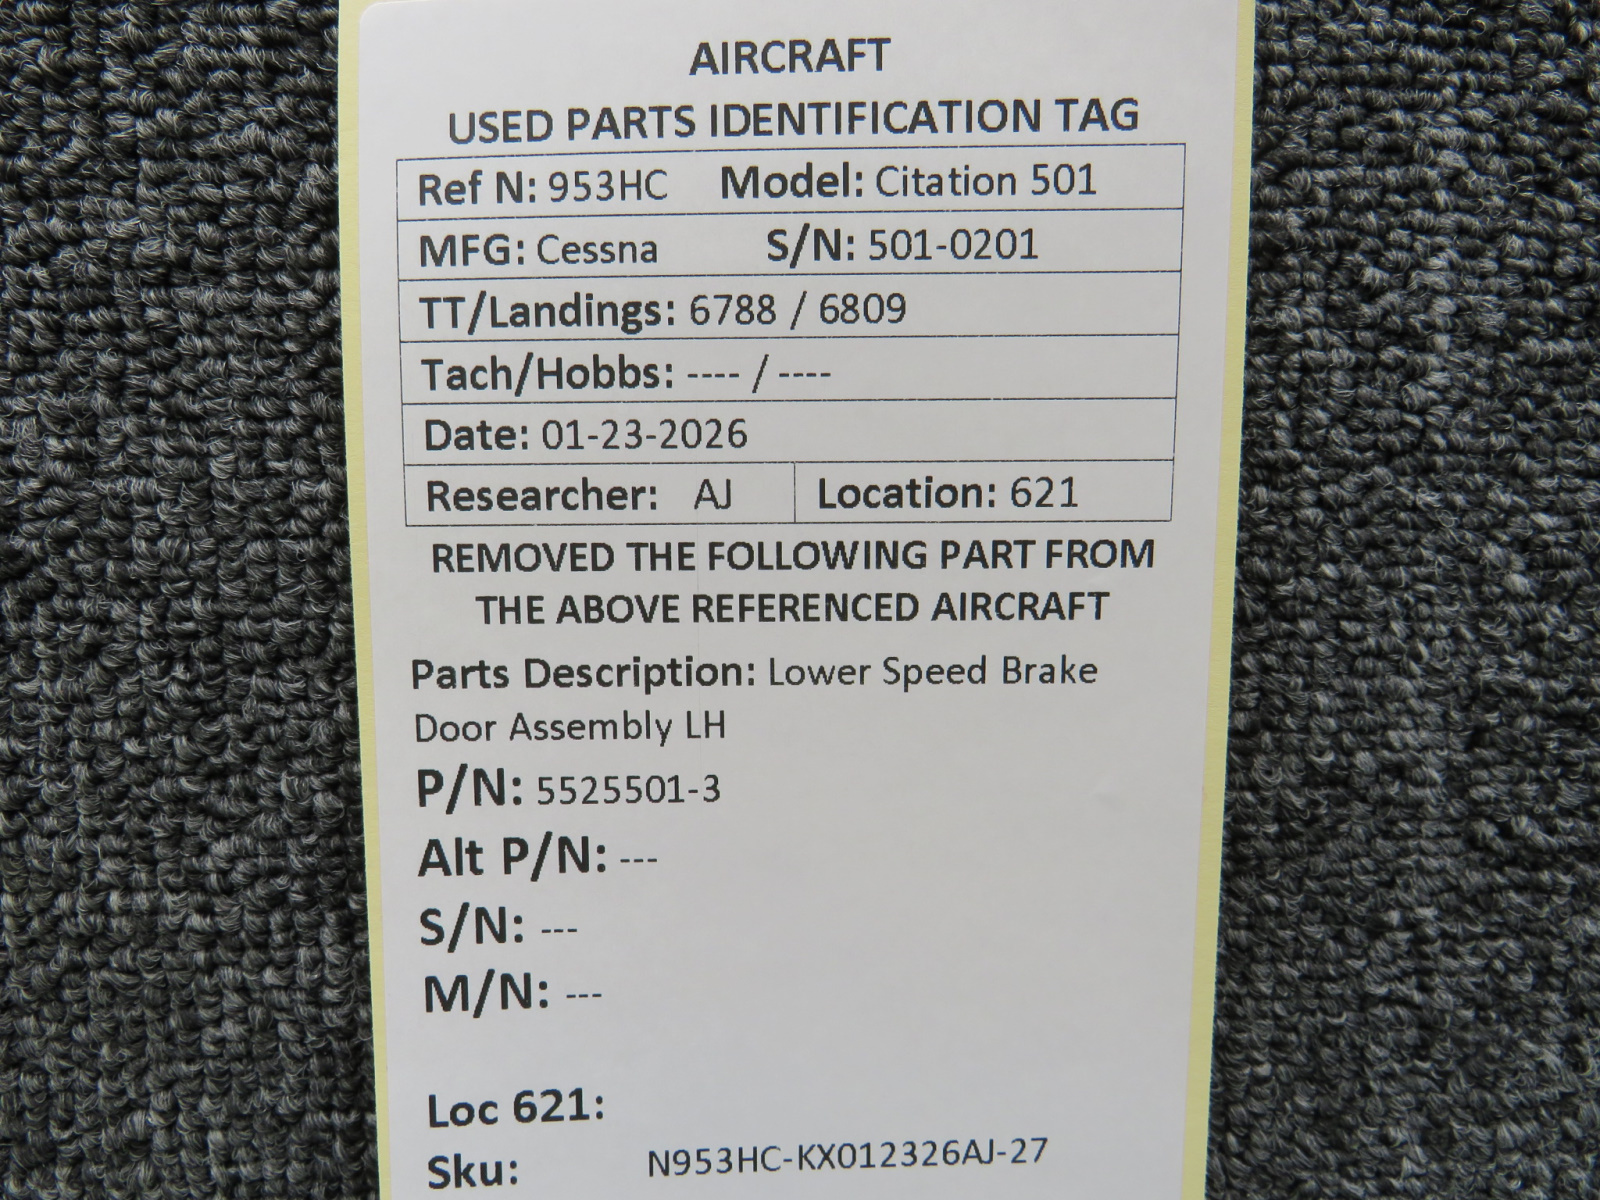 AIRCRAFT
USED PARTS IDENTIFICATION TAG
Ref N: 953HC Model: Citation 501
MFG: Cessna S/N: 501-0201
TT/Landings: 6788 / 6809
Tach/Hobbs: ---- / ----
Date: 01-23-2026
Researcher: AJ Location: 621
REMOVED THE FOLLOWING PART FROM
THE ABOVE REFERENCED AIRCRAFT
Parts Description: Lower Speed Brake
Door Assembly LH
P/N: 5525501-3
Alt P/N: ---
S/N: ---
M/N: ---
Loc 621:
Sku: N953HC-KX012326AJ-27